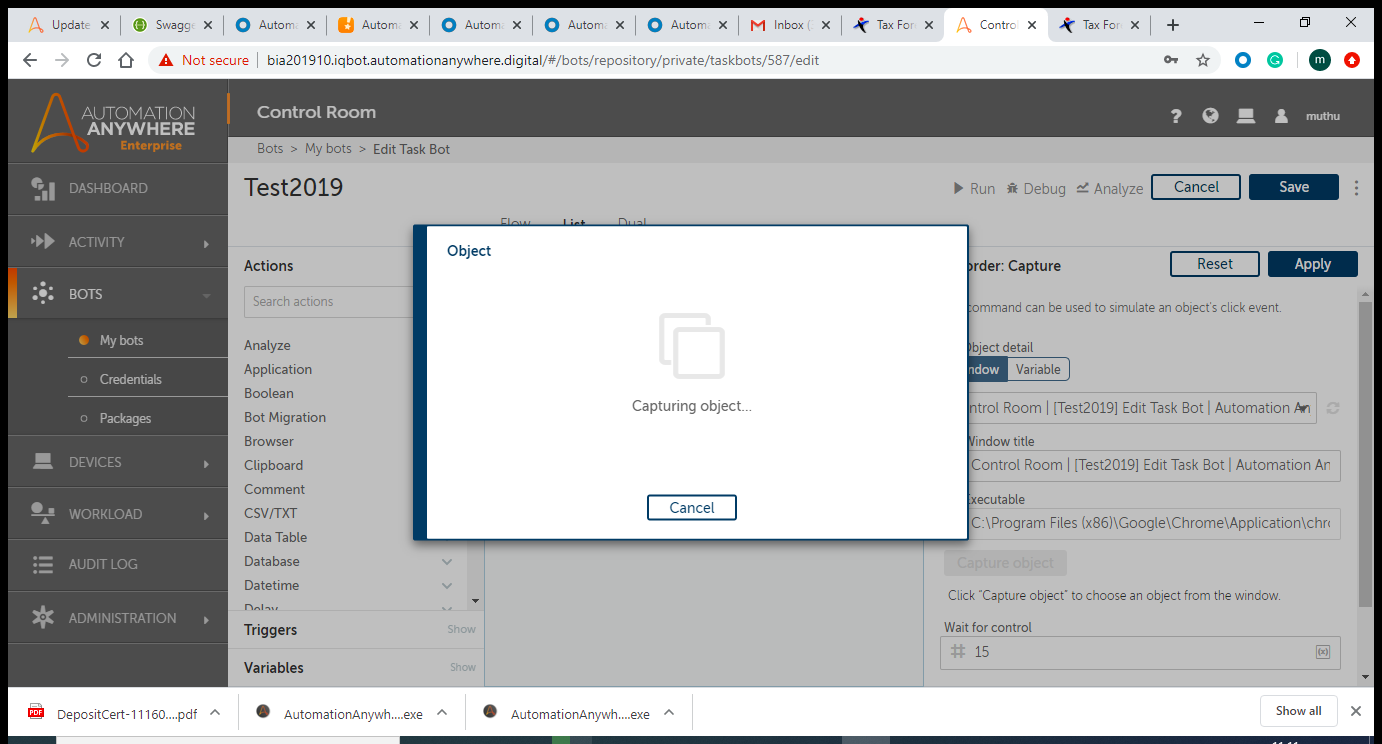 Update
Swagge
Automa
Automa
Automa
Automa
Automa
Inbox (
Tax For
Control
Tax For
Not secure
bia201910.iqbot.automationanywhere.digital/#/bots/repository/private/taskbots/587/edit
m
AUTOMATION
ANYWHERE
Enterprise
Control Room
muthu
Bots > My bots > Edit Task Bot
DASHBOARD
ACTIVITY
BOTS
My bots
Credentials
Packages
DEVICES
WORKLOAD
AUDIT LOG
ADMINISTRATION
Test2019
Run
Debug
Analyze
Cancel
Save
Flow
List
Dual
Actions
Search actions
Analyze
Application
Boolean
Bot Migration
Browser
Clipboard
Comment
CSV/TXT
Data Table
Database
Datetime
Delay
Triggers
Show
Variables
Show
Object
Capturing object...
Cancel
order: Capture
Reset
Apply
command can be used to simulate an object's click event.
Object detail
ndow
Variable
ntrol Room | [Test2019] Edit Task Bot | Automation An
Window title
Control Room | [Test2019] Edit Task Bot | Automation An
Executable
C:\Program Files (x86)\Google\Chrome\Application\chro
Capture object
Click "Capture object" to choose an object from the window.
Wait for control
15
(x)
DepositCert-11160....pdf
AutomationAnywh....exe
AutomationAnywh....exe
Show all